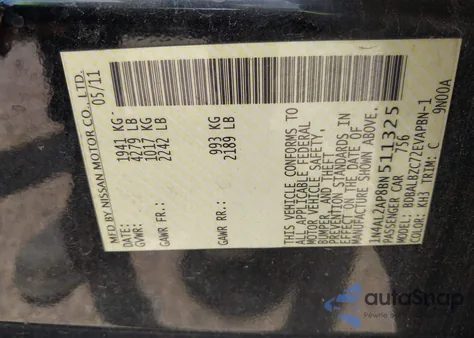 MFD BY NISSAN MOTOR CO., LTD.
DATE: 05/11
GVWR: 1941 KG- 4279 LB
GAWR FR.: 1017 KG- 2242 LB
GAWR RR.: 993 KG 2189 LB
THIS VEHICLE CONFORMS TO
ALL APPLICABLE FEDERAL
MOTOR VEHICLE SAFETY,
BUMPER, AND THEFT
PREVENTION STANDARDS IN
EFFECT ON THE DATE OF
MANUFACTURE SHOWN ABOVE.
1N4AL2AP8BN511325
PASSENGER CAR 756
MODEL: BDBALBZC7ZEVAPBN-1
COLOR: KH3 TRIM: C 9N00A
autoSnap